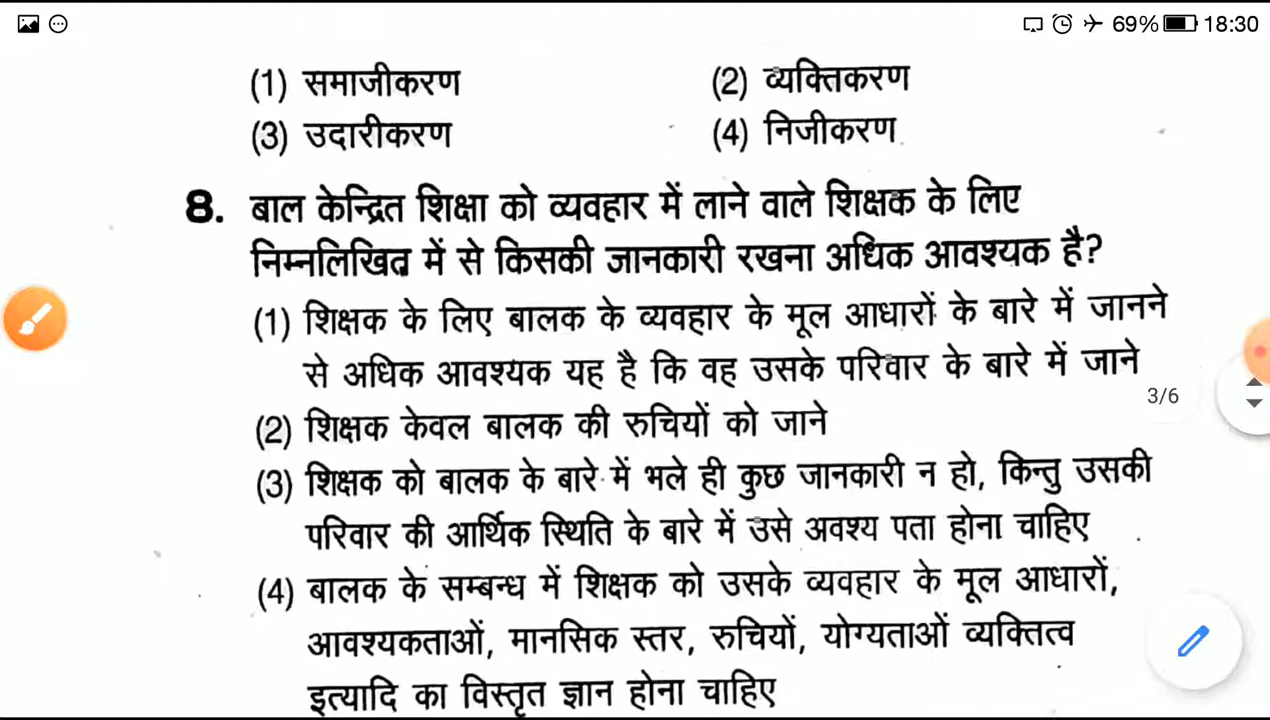 69% 18:30
(1) समाजीकरण (2) व्यक्तिकरण
(3) उदारीकरण (4) निजीकरण
8. बाल केन्द्रित शिक्षा को व्यवहार में लाने वाले शिक्षक के लिए
निम्नलिखित में से किसकी जानकारी रखना अधिक आवश्यक है?
(1) शिक्षक के लिए बालक के व्यवहार के मूल आधारों के बारे में जानने
से अधिक आवश्यक यह है कि वह उसके परिवार के बारे में जाने
3/6
(2) शिक्षक केवल बालक की रुचियों को जाने
(3) शिक्षक को बालक के बारे में भले ही कुछ जानकारी न हो, किन्तु उसकी
परिवार की आर्थिक स्थिति के बारे में उसे अवश्य पता होना चाहिए
(4) बालक के सम्बन्ध में शिक्षक को उसके व्यवहार के मूल आधारों,
आवश्यकताओं, मानसिक स्तर, रुचियों, योग्यताओं व्यक्तित्व
इत्यादि का विस्तृत ज्ञान होना चाहिए